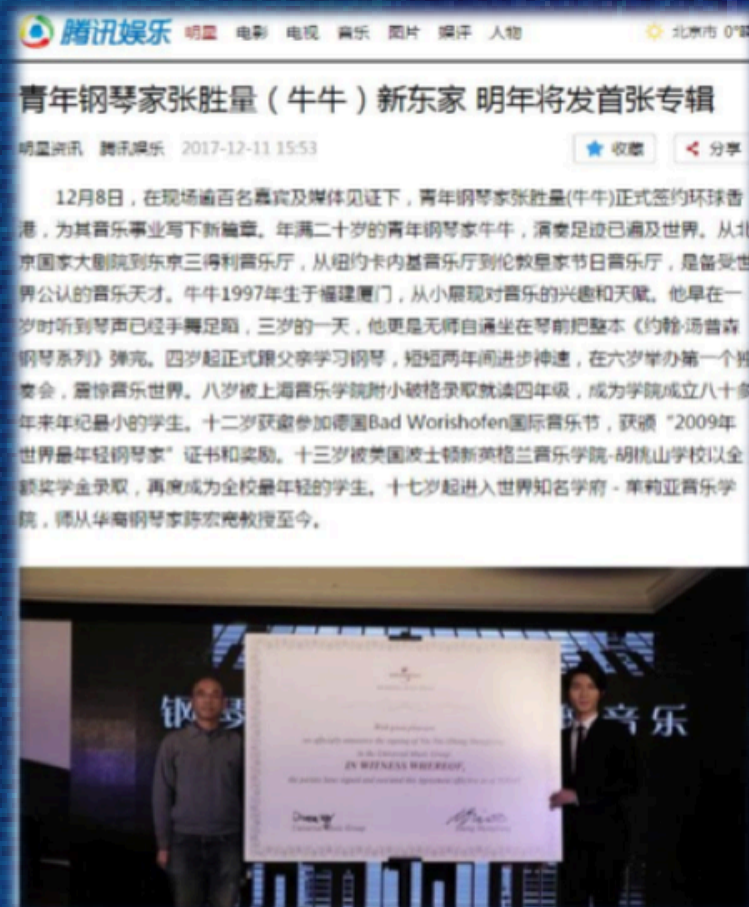 腾讯娱乐 明星 电影 电视 音乐 图片 娱评 人物 北京市 0°
青年钢琴家张胜量（牛牛）新东家 明年将发首张专辑
明星资讯 腾讯娱乐 2017-12-11 15:53 收藏 分享
12月8日，在现场逾百名嘉宾及媒体见证下，青年钢琴家张胜量(牛牛)正式签约环球香
港，为其音乐事业写下新篇章。年满二十岁的青年钢琴家牛牛，演奏足迹已遍及世界。从北
京国家大剧院到东京三得利音乐厅，从纽约卡内基音乐厅到伦敦皇家节日音乐厅，是备受世
界公认的音乐天才。牛牛1997年生于福建厦门，从小展现对音乐的兴趣和天赋。他早在一
岁时听到琴声已经手舞足蹈，三岁的一天，他更是无师自通坐在琴前把整本《约翰·汤普森
钢琴系列》弹完。四岁起正式跟父亲学习钢琴，短短两年间进步神速，在六岁举办第一个独
奏会，震惊音乐世界。八岁被上海音乐学院附小破格录取就读四年级，成为学院成立八十多
年来年纪最小的学生。十二岁获邀参加德国Bad Worishofen国际音乐节，获颁“2009年
世界最年轻钢琴家”证书和奖励。十三岁被美国波士顿新英格兰音乐学院-胡桃山学校以全
额奖学金录取，再度成为全校最年轻的学生。十七岁起进入世界知名学府－茱莉亚音乐学
院，师从华裔钢琴家陈宏宽教授至今。
钢琴 音乐
IN WITNESS WHEREOF,